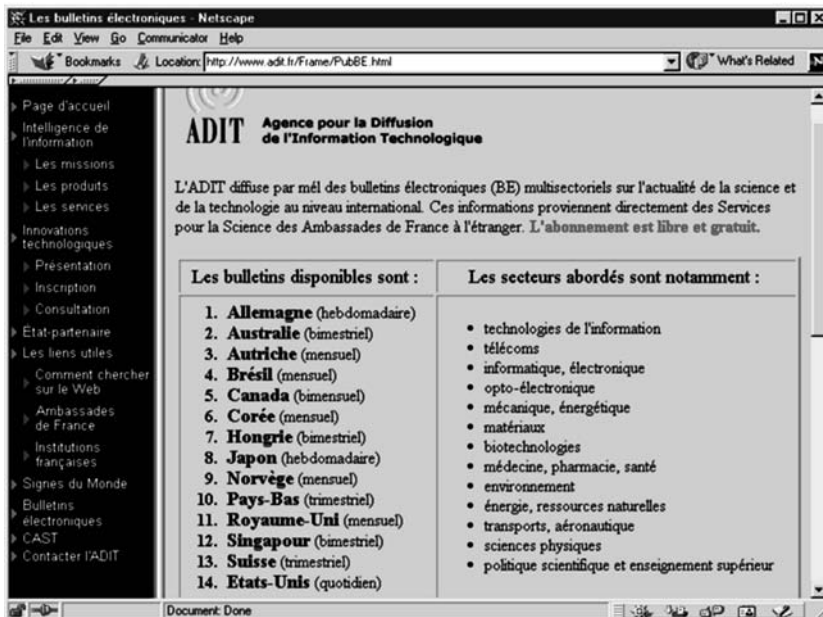 Les bulletins électroniques - Netscape
File Edit View Go Communicator Help
Bookmarks Location: http://www.adit.fr/Frame/PubBE.html What's Related
Page d'accueil
Intelligence de
l'information
Les missions
Les produits
Les services
Innovations
technologiques
Présentation
Inscription
Consultation
État-partenaire
Les liens utiles
Comment chercher
sur le Web
Ambassades
de France
Institutions
françaises
Signes du Monde
Bulletins
électroniques
CAST
Contacter l'ADIT
ADIT
Agence pour la Diffusion
de l'Information Technologique
L'ADIT diffuse par mél des bulletins électroniques (BE) multisectoriels sur l'actualité de la science et
de la technologie au niveau international. Ces informations proviennent directement des Services
pour la Science des Ambassades de France à l'étranger. L'abonnement est libre et gratuit.
Les bulletins disponibles sont :
1. Allemagne (hebdomadaire)
2. Australie (bimestriel)
3. Autriche (mensuel)
4. Brésil (mensuel)
5. Canada (bimensuel)
6. Corée (mensuel)
7. Hongrie (bimestriel)
8. Japon (hebdomadaire)
9. Norvège (mensuel)
10. Pays-Bas (trimestriel)
11. Royaume-Uni (mensuel)
12. Singapour (bimestriel)
13. Suisse (trimestriel)
14. Etats-Unis (quotidien)
Les secteurs abordés sont notamment :
• technologies de l'information
• télécoms
• informatique, électronique
• opto-électronique
• mécanique, énergétique
• matériaux
• biotechnologies
• médecine, pharmacie, santé
• environnement
• énergie, ressources naturelles
• transports, aéronautique
• sciences physiques
• politique scientifique et enseignement supérieur
Document: Done